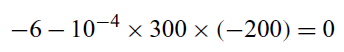 −6 − 10⁻⁴ × 300 × (−200) = 0